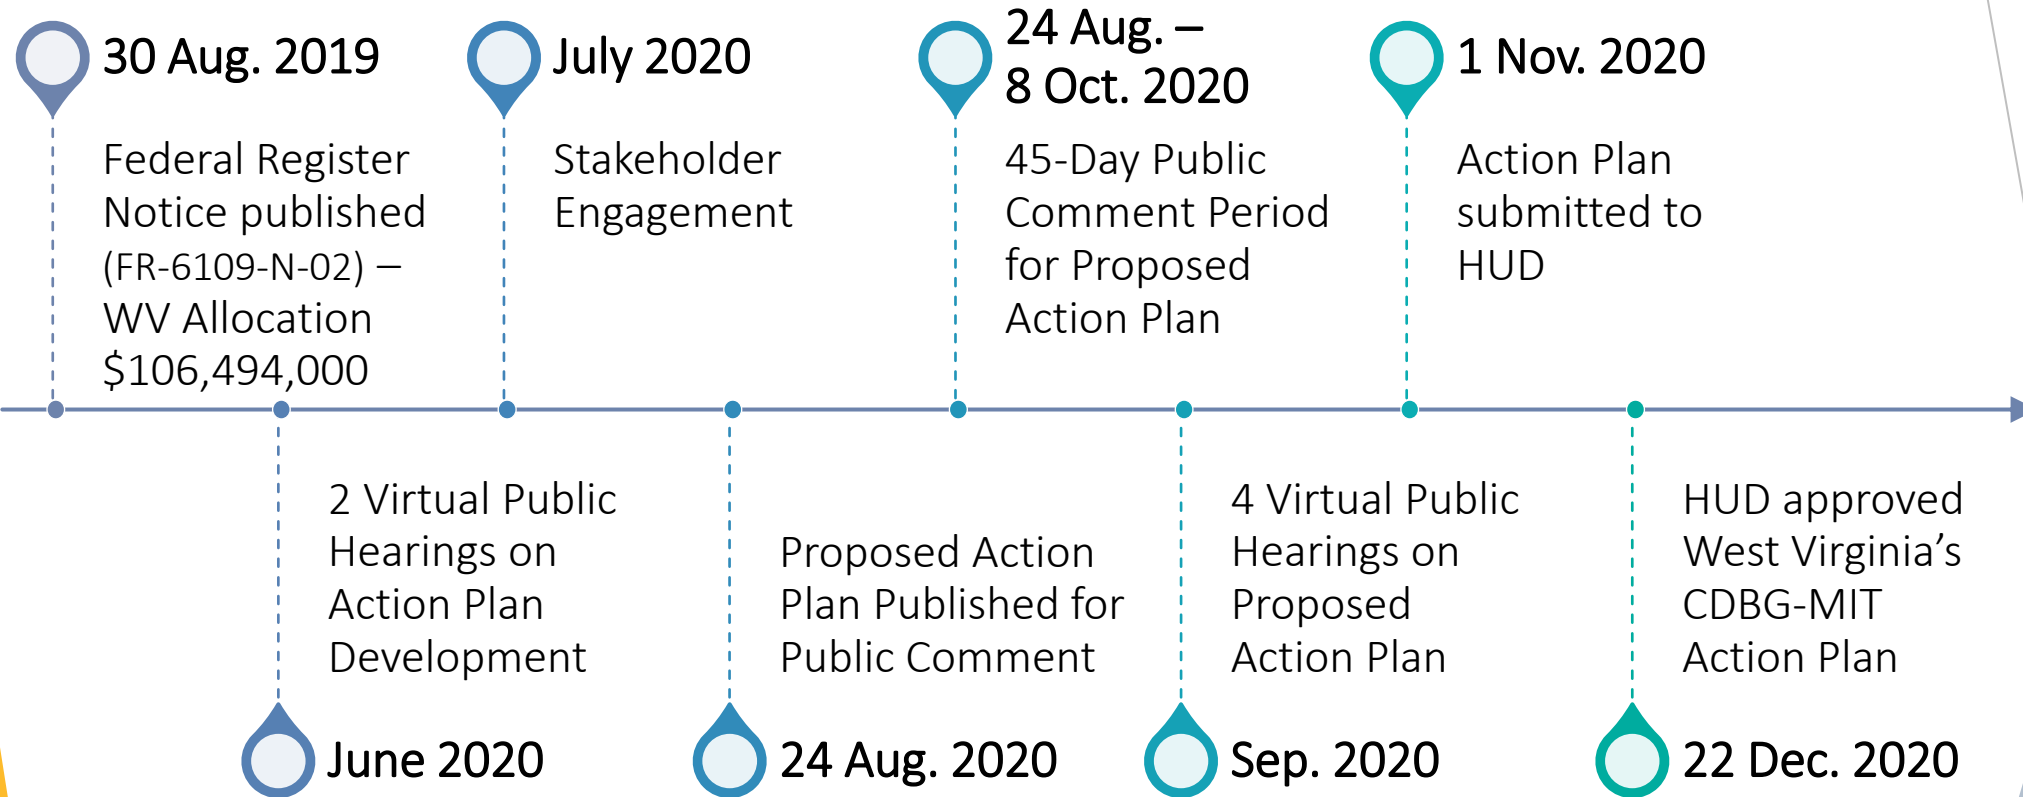 30 Aug. 2019
Federal Register
Notice published
(FR-6109-N-02) –
WV Allocation
$106,494,000
July 2020
Stakeholder
Engagement
24 Aug. –
8 Oct. 2020
45-Day Public
Comment Period
for Proposed
Action Plan
1 Nov. 2020
Action Plan
submitted to
HUD
2 Virtual Public
Hearings on
Action Plan
Development
June 2020
Proposed Action
Plan Published for
Public Comment
24 Aug. 2020
4 Virtual Public
Hearings on
Proposed
Action Plan
Sep. 2020
HUD approved
West Virginia’s
CDBG-MIT
Action Plan
22 Dec. 2020